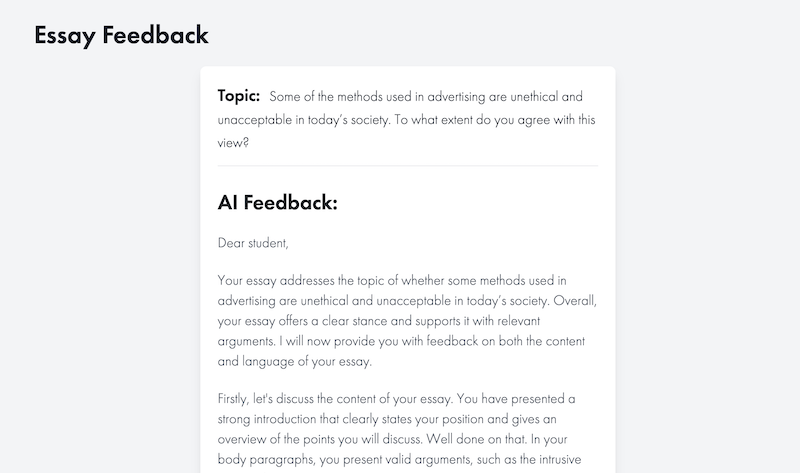 Essay Feedback
Topic: Some of the methods used in advertising are unethical and
unacceptable in today’s society. To what extent do you agree with this
view?
AI Feedback:
Dear student,
Your essay addresses the topic of whether some methods used in
advertising are unethical and unacceptable in today’s society. Overall,
your essay offers a clear stance and supports it with relevant
arguments. I will now provide you with feedback on both the content
and language of your essay.
Firstly, let's discuss the content of your essay. You have presented a
strong introduction that clearly states your position and gives an
overview of the points you will discuss. Well done on that. In your
body paragraphs, you present valid arguments, such as the intrusive